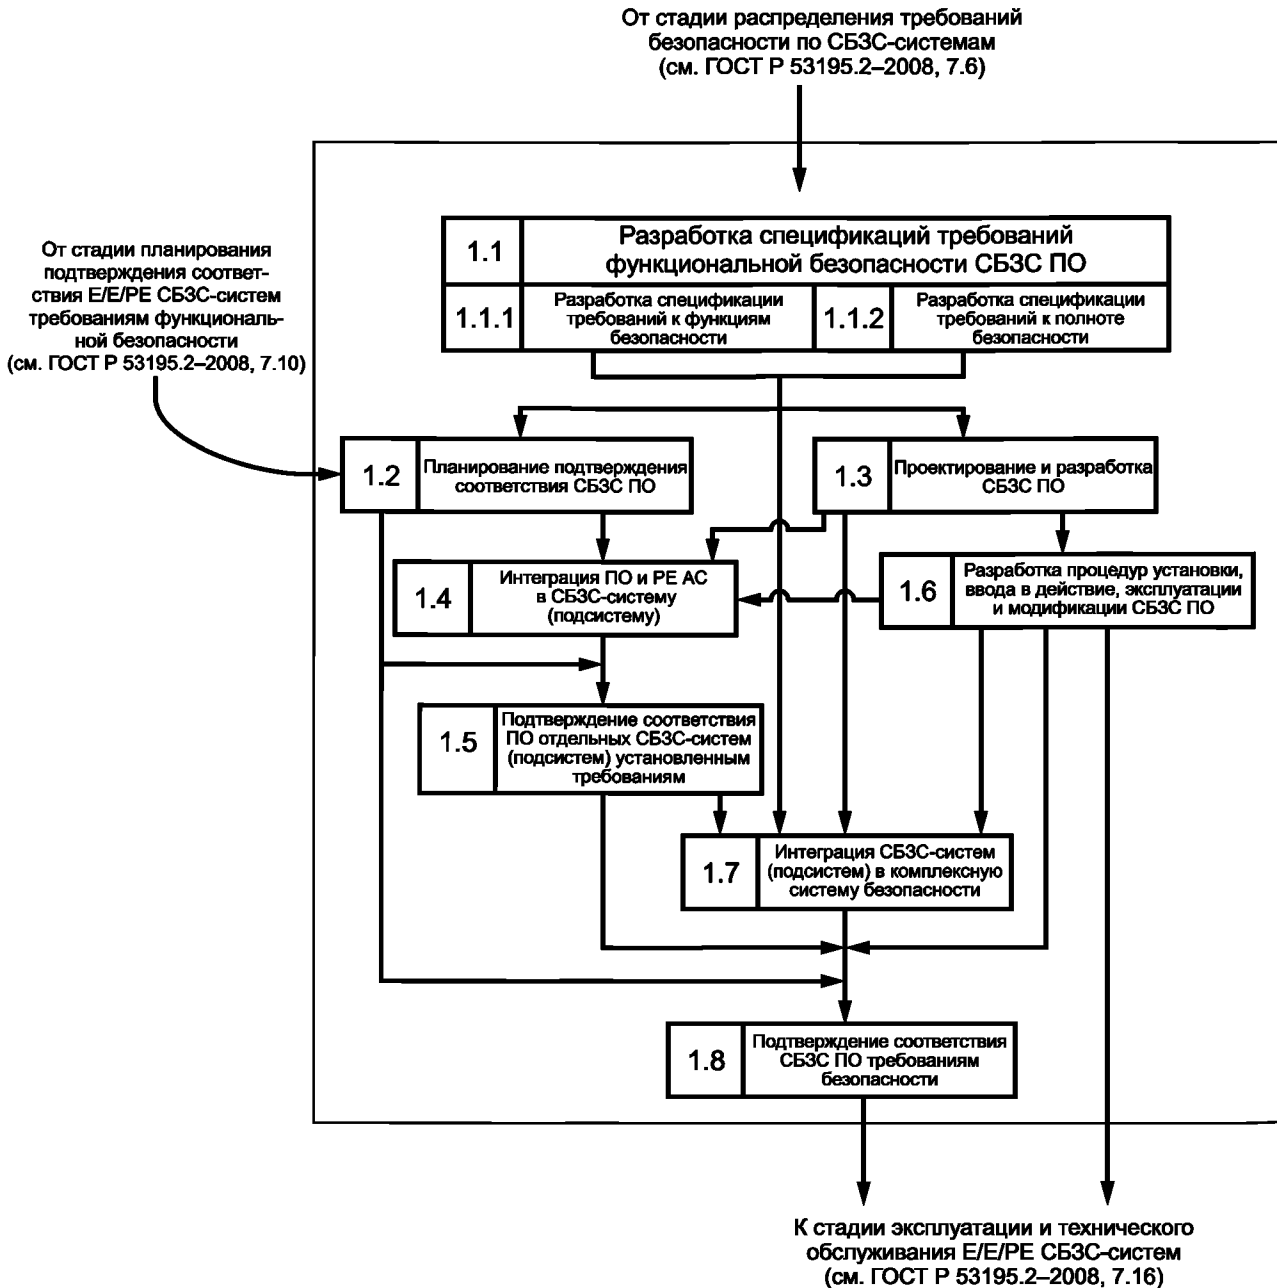 От стадии распределения требований
безопасности по СБЗС-системам
(см. ГОСТ Р 53195.2–2008, 7.6)
От стадии планирования
подтверждения соответ-
ствия Е/Е/РЕ СБЗС-систем
требованиям функциональ-
ной безопасности
(см. ГОСТ Р 53195.2–2008, 7.10)
1.1
Разработка спецификаций требований
функциональной безопасности СБЗС ПО
1.1.1
Разработка спецификации
требований к функциям
безопасности
1.1.2
Разработка спецификации
требований к полноте
безопасности
1.2
Планирование подтверждения
соответствия СБЗС ПО
1.3
Проектирование и разработка
СБЗС ПО
1.4
Интеграция ПО и РЕ АС
в СБЗС-систему
(подсистему)
1.6
Разработка процедур установки,
ввода в действие, эксплуатации
и модификации СБЗС ПО
1.5
Подтверждение соответствия
ПО отдельных СБЗС-систем
(подсистем) установленным
требованиям
1.7
Интеграция СБЗС-систем
(подсистем) в комплексную
систему безопасности
1.8
Подтверждение соответствия
СБЗС ПО требованиям
безопасности
К стадии эксплуатации и технического
обслуживания Е/Е/РЕ СБЗС-систем
(см. ГОСТ Р 53195.2–2008, 7.16)